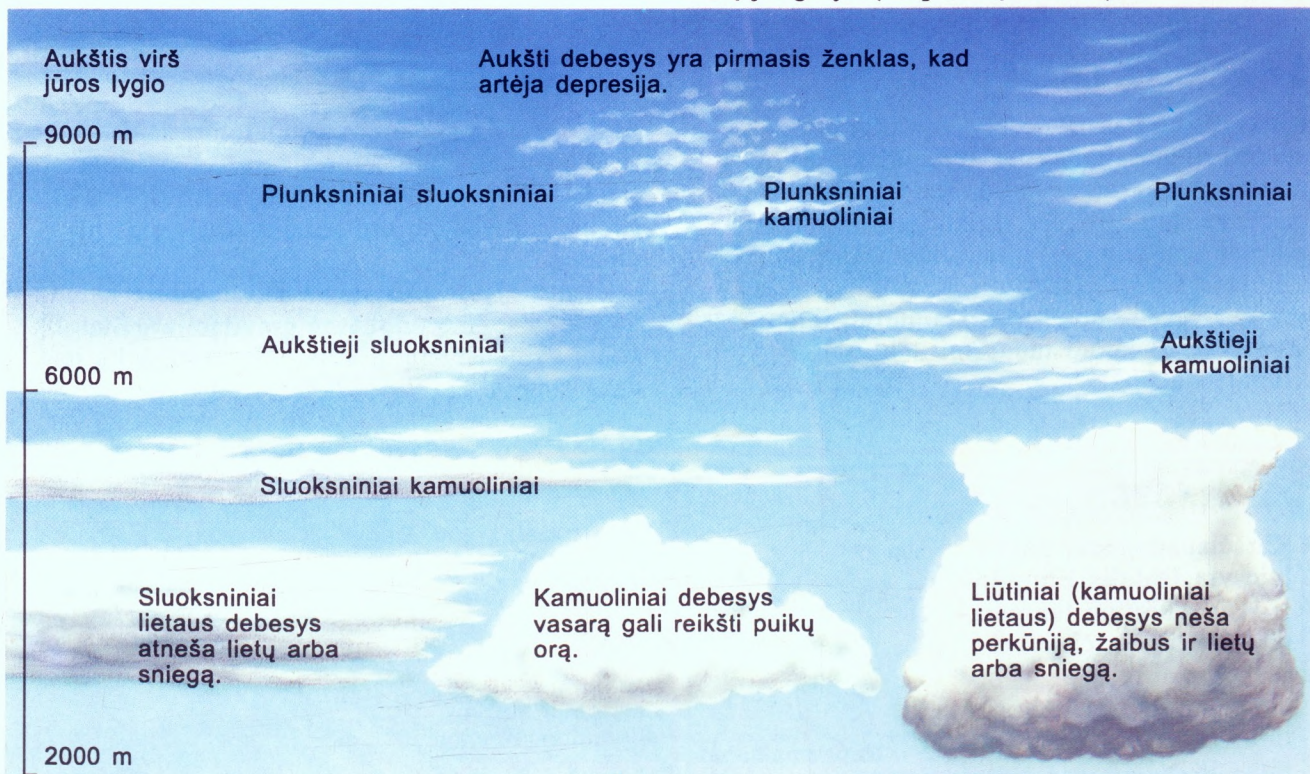 Aukštis virš
jūros lygio
Aukšti debesys yra pirmasis ženklas, kad
artėja depresija.
9000 m
Plunksniniai sluoksniniai
Plunksniniai
kamuoliniai
Plunksniniai
Aukštieji sluoksniniai
Aukštieji
kamuoliniai
6000 m
Sluoksniniai kamuoliniai
Sluoksniniai
lietaus debesys
atneša lietų arba
sniegą.
Kamuoliniai debesys
vasarą gali reikšti puikų
orą.
Liūtiniai (kamuoliniai
lietaus) debesys neša
perkūniją, žaibus ir lietų
arba sniegą.
2000 m